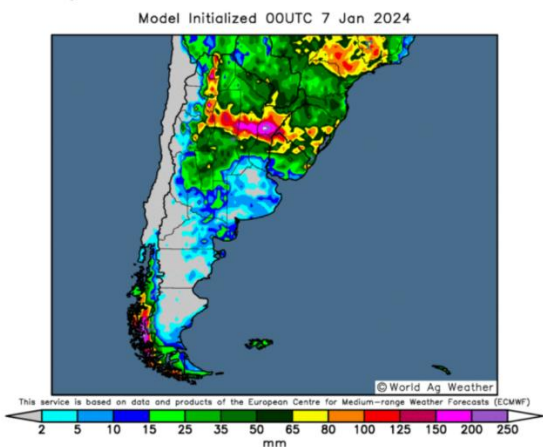 Model Initialized 00UTC 7 Jan 2024
©World Ag Weather
This service is based on data and products of the European Centre for Medium-range Weather Forecasts (ECMWF)
2 5 10 15 25 35 50 65 80 100 125 150 200 250
mm